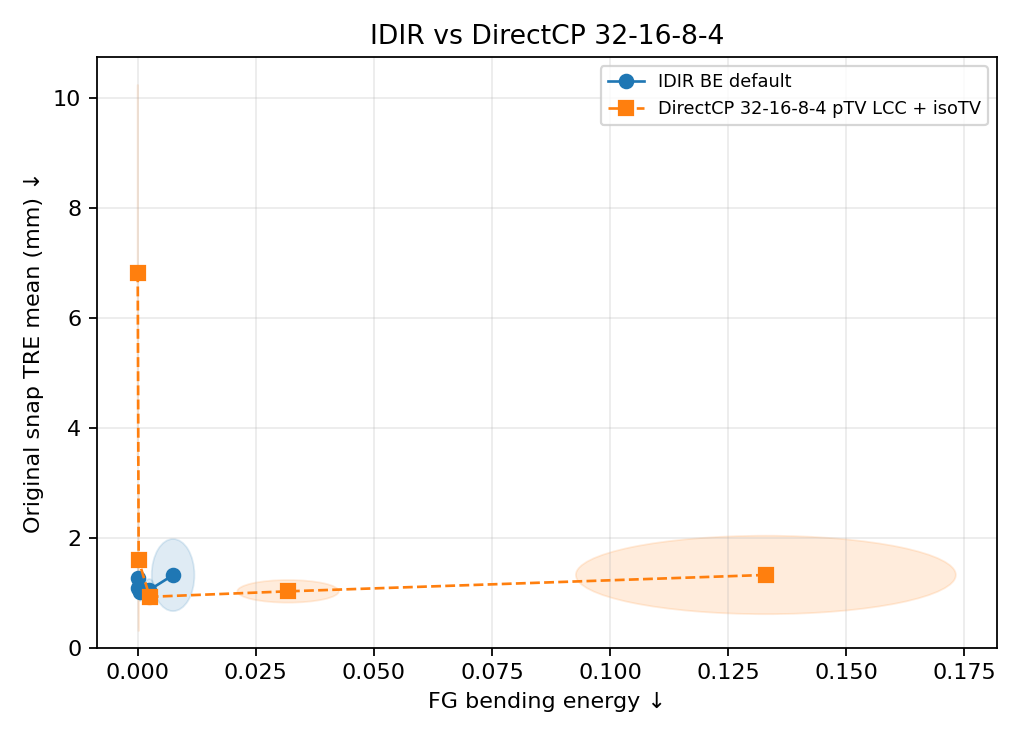 IDIR vs DirectCP 32-16-8-4
IDIR BE default
DirectCP 32-16-8-4 pTV LCC + isoTV
Original snap TRE mean (mm) ↓
10
8
6
4
2
0
0.000 0.025 0.050 0.075 0.100 0.125 0.150 0.175
FG bending energy ↓